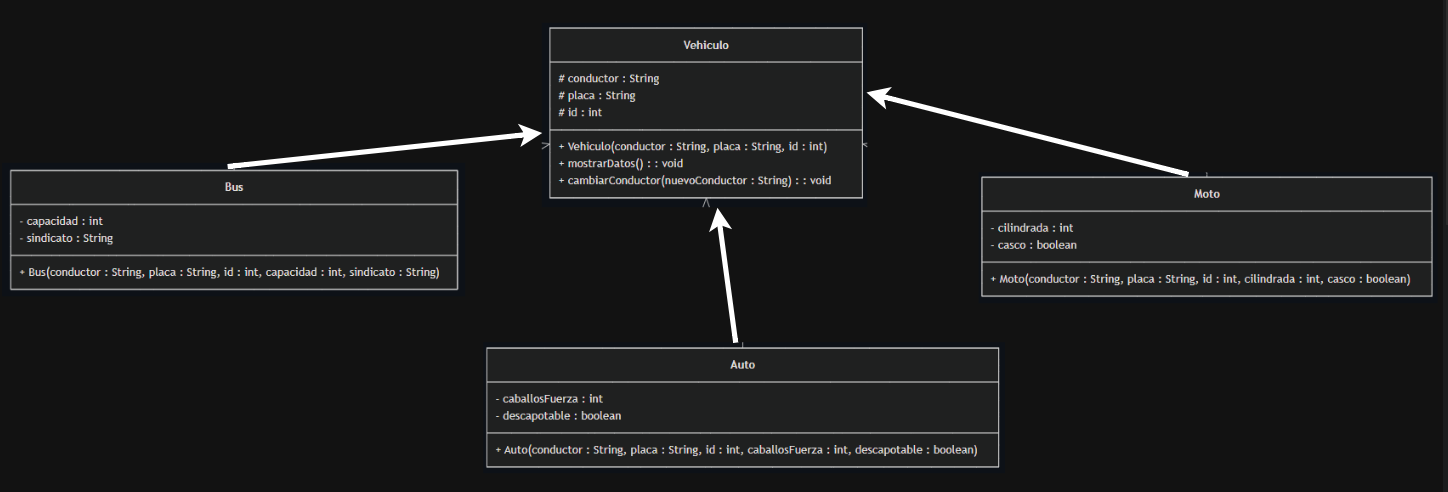 Vehiculo
# conductor : String
# placa : String
# id : int
+ Vehiculo(conductor : String, placa : String, id : int)
+ mostrarDatos() : : void
+ cambiarConductor(nuevoConductor : String) : : void
Bus
- capacidad : int
- sindicato : String
+ Bus(conductor : String, placa : String, id : int, capacidad : int, sindicato : String)
Moto
- cilindrada : int
- casco : boolean
+ Moto(conductor : String, placa : String, id : int, cilindrada : int, casco : boolean)
Auto
- caballosFuerza : int
- descapotable : boolean
+ Auto(conductor : String, placa : String, id : int, caballosFuerza : int, descapotable : boolean)